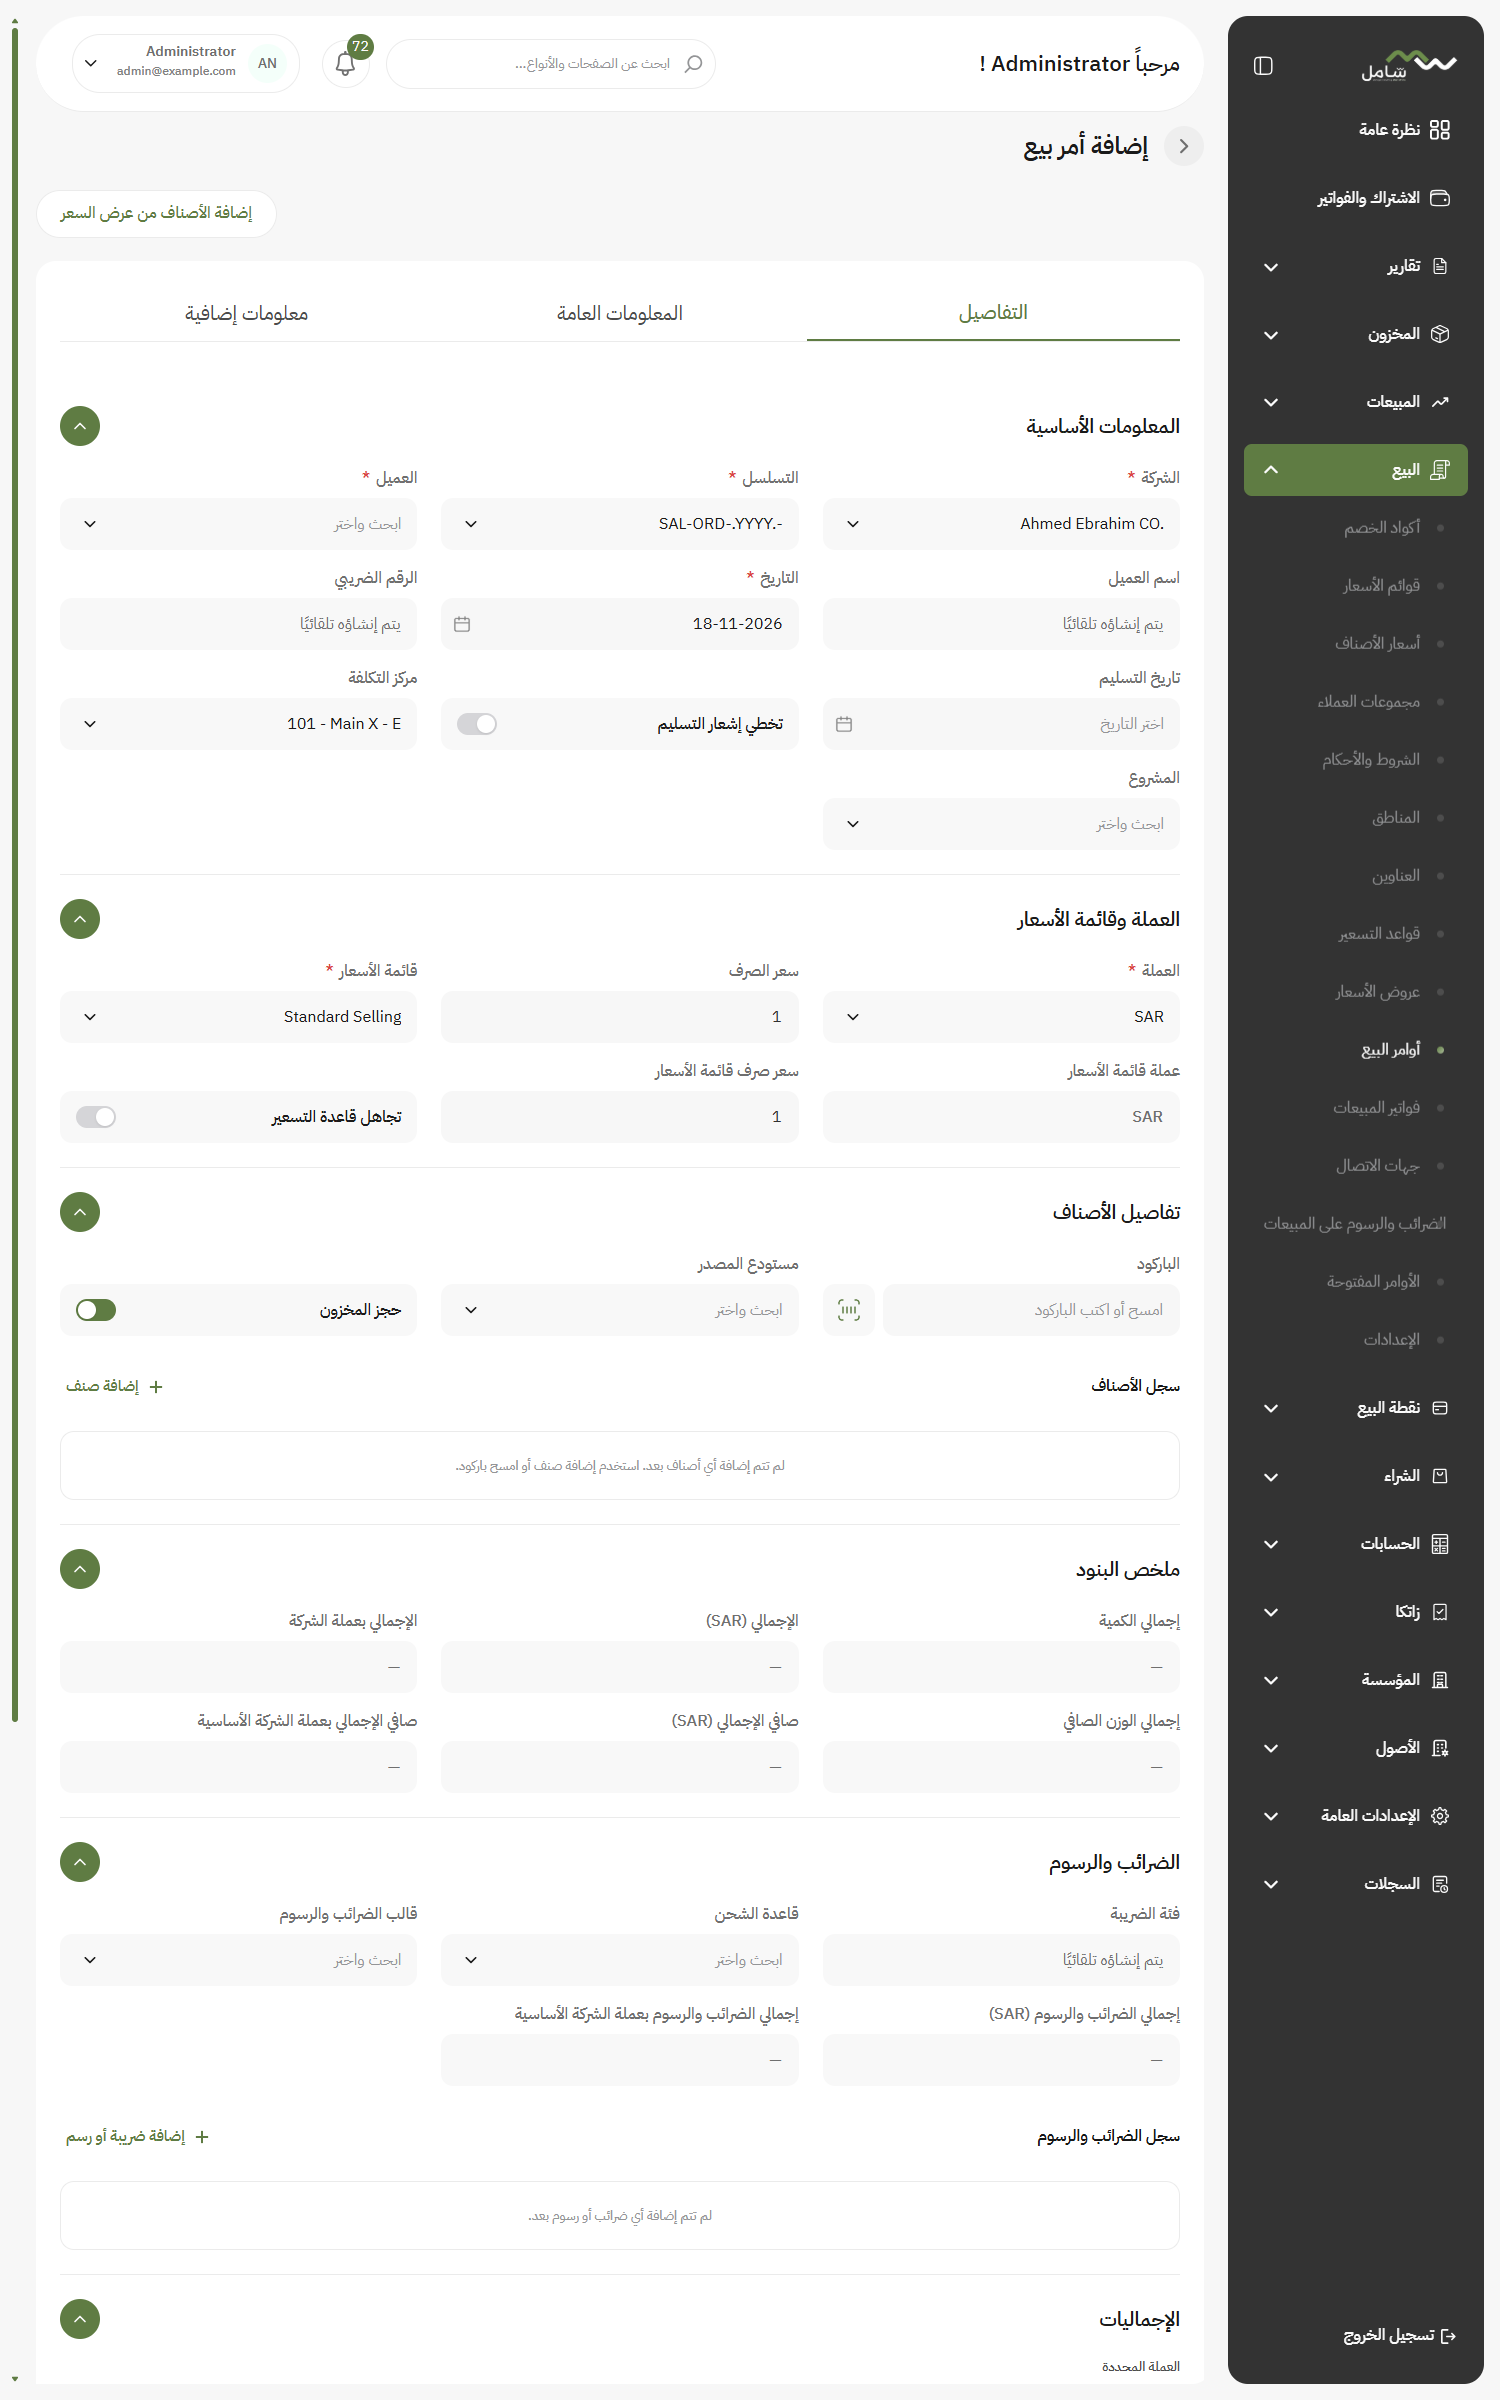 شامل
نظرة عامة
الاشتراك والفواتير
تقارير
المخزون
المبيعات
البيع
أكواد الخصم
قوائم الأسعار
أسعار الأصناف
مجموعات العملاء
الشروط والأحكام
المناطق
العناوين
قواعد التسعير
عروض الأسعار
أوامر البيع
فواتير المبيعات
جهات الاتصال
الضرائب والرسوم على المبيعات
الأوامر المفتوحة
الإعدادات
نقطة البيع
الشراء
الحسابات
زاتكا
المؤسسة
الأصول
الإعدادات العامة
السجلات
تسجيل الخروج
مرحباً Administrator !
ابحث عن الصفحات والأنواع...
72
AN
Administrator
admin@example.com
إضافة أمر بيع
إضافة الأصناف من عرض السعر
التفاصيل
المعلومات العامة
معلومات إضافية
المعلومات الأساسية
الشركة *
التسلسل *
العميل *
Ahmed Ebrahim CO.
SAL-ORD-.YYYY.-
ابحث واختر
اسم العميل
التاريخ *
الرقم الضريبي
يتم إنشاؤه تلقائيًا
18-11-2026
يتم إنشاؤه تلقائيًا
تاريخ التسليم
مركز التكلفة
اختر التاريخ
تخطي إشعار التسليم
101 - Main X - E
المشروع
ابحث واختر
العملة وقائمة الأسعار
العملة *
سعر الصرف
قائمة الأسعار *
SAR
1
Standard Selling
عملة قائمة الأسعار
سعر صرف قائمة الأسعار
SAR
1
تجاهل قاعدة التسعير
تفاصيل الأصناف
الباركود
مستودع المصدر
امسح أو اكتب الباركود
ابحث واختر
حجز المخزون
سجل الأصناف
إضافة صنف
لم تتم إضافة أي أصناف بعد. استخدم إضافة صنف أو امسح باركود.
ملخص البنود
إجمالي الكمية
الإجمالي (SAR)
الإجمالي بعملة الشركة
—
—
—
إجمالي الوزن الصافي
صافي الإجمالي (SAR)
صافي الإجمالي بعملة الشركة الأساسية
—
—
—
الضرائب والرسوم
فئة الضريبة
قاعدة الشحن
قالب الضرائب والرسوم
يتم إنشاؤه تلقائيًا
ابحث واختر
ابحث واختر
إجمالي الضرائب والرسوم (SAR)
إجمالي الضرائب والرسوم بعملة الشركة الأساسية
—
—
سجل الضرائب والرسوم
إضافة ضريبة أو رسم
لم تتم إضافة أي ضرائب أو رسوم بعد.
الإجماليات
العملة المحددة